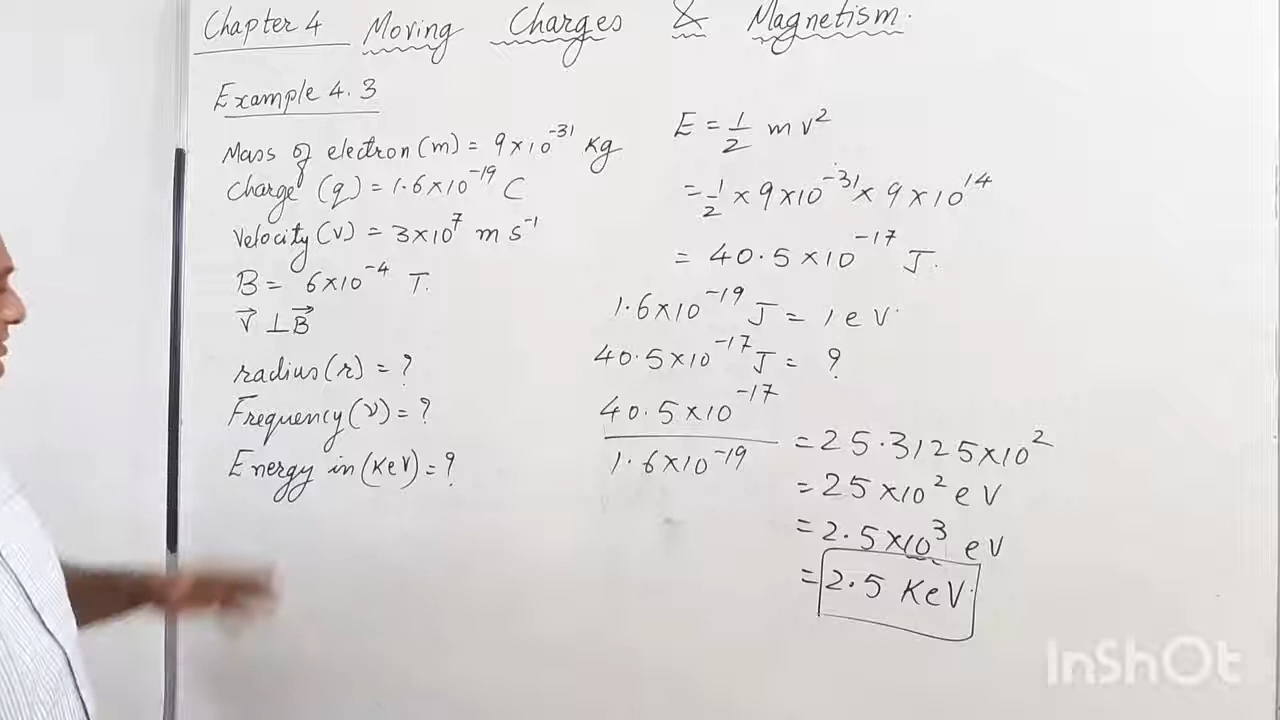 Chapter 4 Moving Charges & Magnetism.
Example 4.3
Mass of electron(m) = 9×10⁻³¹ Kg
Charge (q) = 1.6×10⁻¹⁹ C
Velocity(v) = 3×10⁷ m s⁻¹
B = 6×10⁻⁴ T.
v⃗ ⊥ B⃗
radius(r) = ?
Frequency(ν) = ?
Energy in(KeV) = ?
E = 1/2 m v²
= 1/2 × 9×10⁻³¹ × 9×10¹⁴
= 40.5×10⁻¹⁷ J.
1.6×10⁻¹⁹ J = 1 eV.
40.5×10⁻¹⁷ J = ?
40.5×10⁻¹⁷
1.6×10⁻¹⁹
= 25.3125×10²
= 25×10² eV
= 2.5×10³ eV
= 2.5 KeV.
InShOt